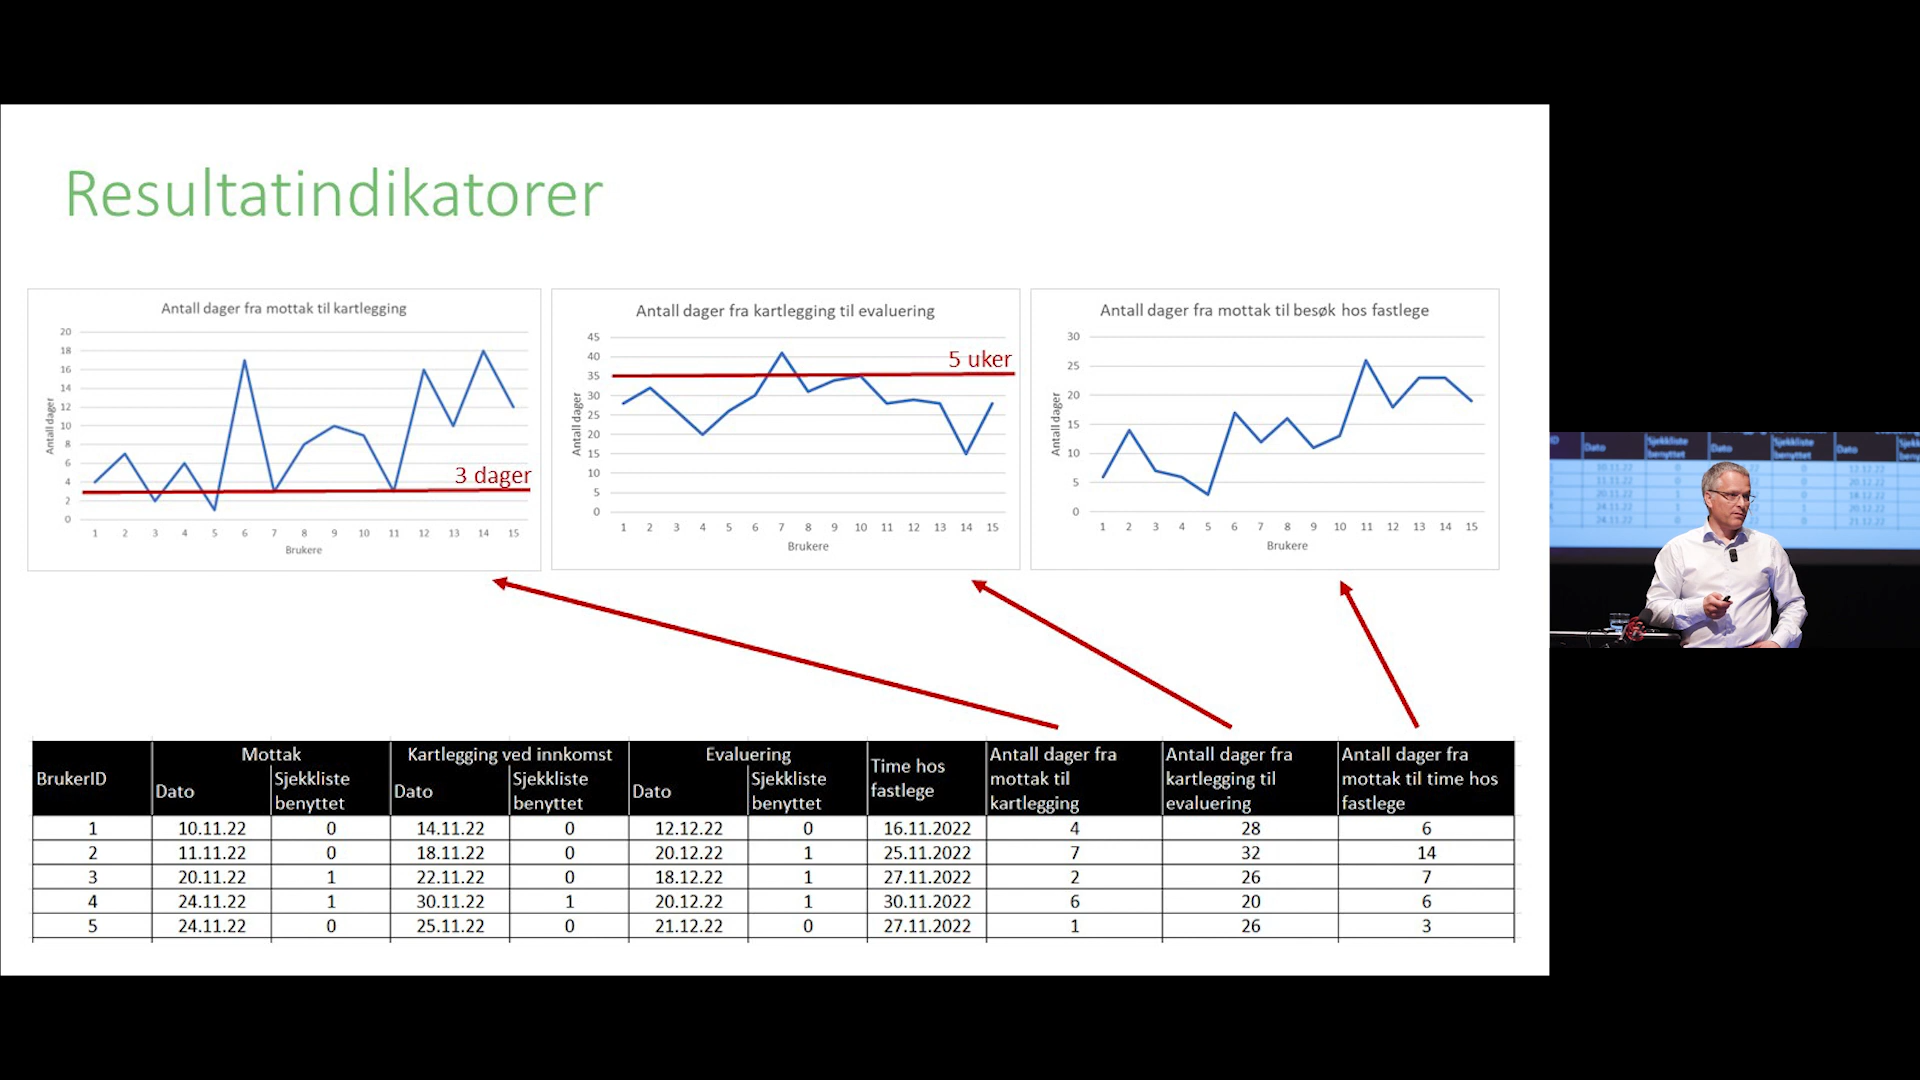 Resultatindikatorer
Antall dager fra mottak til kartlegging
20
18
16
14
12
10
8
6
4
2
0
Antall dager
3 dager
1 2 3 4 5 6 7 8 9 10 11 12 13 14 15
Brukere
Antall dager fra kartlegging til evaluering
45
40
35
30
25
20
15
10
5
0
Antall dager
5 uker
1 2 3 4 5 6 7 8 9 10 11 12 13 14 15
Brukere
Antall dager fra mottak til besøk hos fastlege
30
25
20
15
10
5
0
Antall dager
1 2 3 4 5 6 7 8 9 10 11 12 13 14 15
Brukere
BrukerID
Mottak
Dato
Sjekkliste
benyttet
Kartlegging ved innkomst
Dato
Sjekkliste
benyttet
Evaluering
Dato
Sjekkliste
benyttet
Time hos
fastlege
Antall dager fra
mottak til
kartlegging
Antall dager fra
kartlegging til
evaluering
Antall dager fra
mottak til time hos
fastlege
1 10.11.22 0 14.11.22 0 12.12.22 0 16.11.2022 4 28 6
2 11.11.22 0 18.11.22 0 20.12.22 1 25.11.2022 7 32 14
3 20.11.22 1 22.11.22 0 18.12.22 1 27.11.2022 2 26 7
4 24.11.22 1 30.11.22 1 20.12.22 1 30.11.2022 6 20 6
5 24.11.22 0 25.11.22 0 21.12.22 0 27.11.2022 1 26 3
Dato
Sjekkliste
benyttet
Dato
Sjekkliste
benyttet
Dato